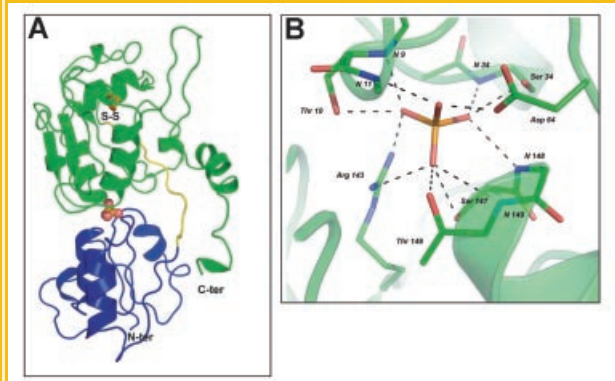 A
S-S
C-ter
N-ter
B
N 9
N 11
N 34
Ser 34
Thr 10
Asp 64
Arg 143
N 148
Ser 147
N 149
Thr 148